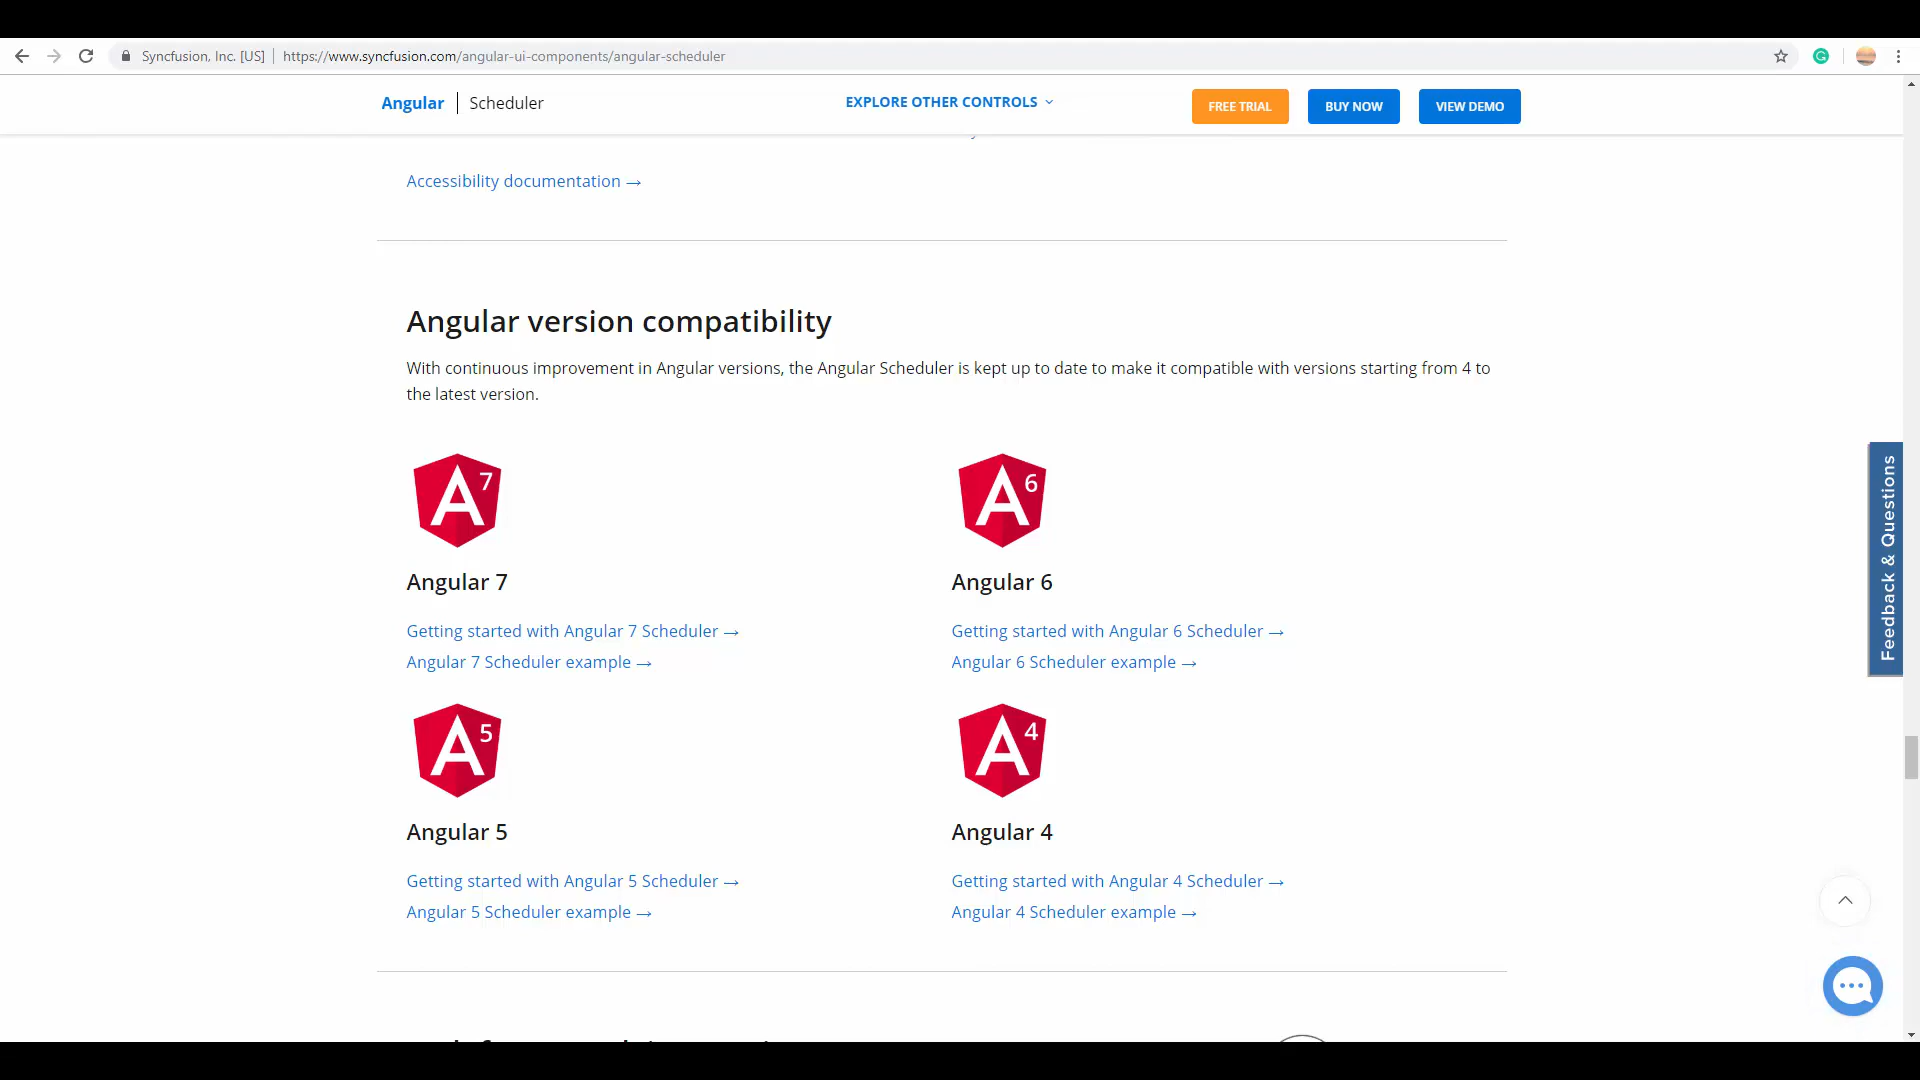 Syncfusion, Inc. [US] https://www.syncfusion.com/angular-ui-components/angular-scheduler
Angular Scheduler
EXPLORE OTHER CONTROLS
FREE TRIAL
BUY NOW
VIEW DEMO
Accessibility documentation →
Angular version compatibility
With continuous improvement in Angular versions, the Angular Scheduler is kept up to date to make it compatible with versions starting from 4 to
the latest version.
A 7
A 6
Angular 7
Angular 6
Getting started with Angular 7 Scheduler →
Getting started with Angular 6 Scheduler →
Angular 7 Scheduler example →
Angular 6 Scheduler example →
A 5
A 4
Angular 5
Angular 4
Getting started with Angular 5 Scheduler →
Getting started with Angular 4 Scheduler →
Angular 5 Scheduler example →
Angular 4 Scheduler example →
Feedback & Questions